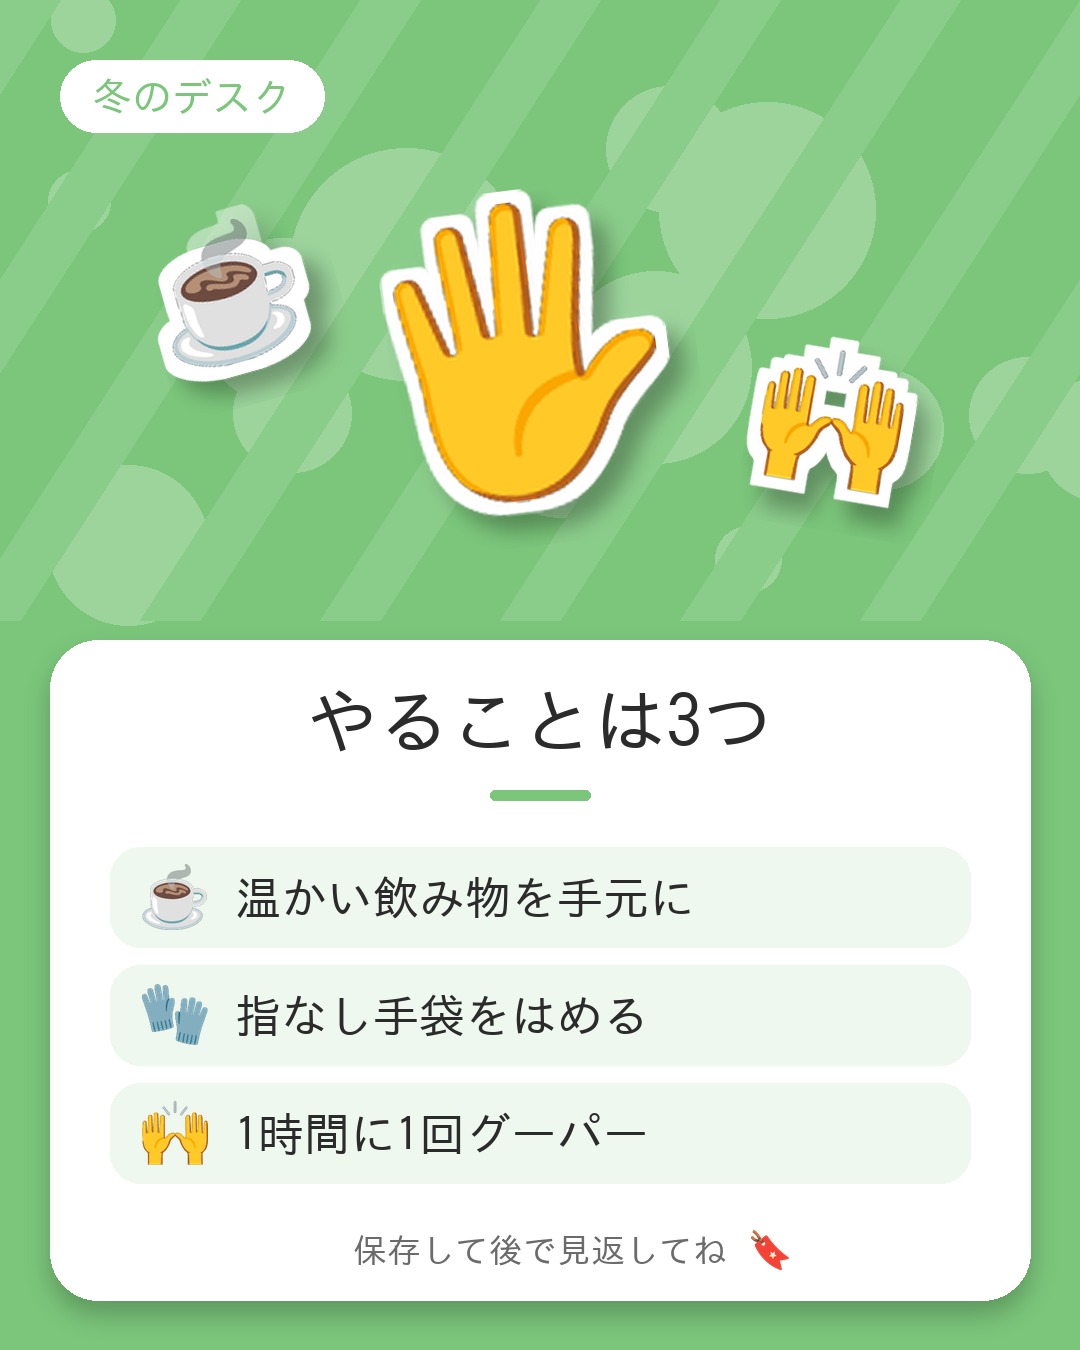 冬のデスク
やることは3つ
温かい飲み物を手元に
指なし手袋をはめる
1時間に1回グーパー
保存して後で見返してね